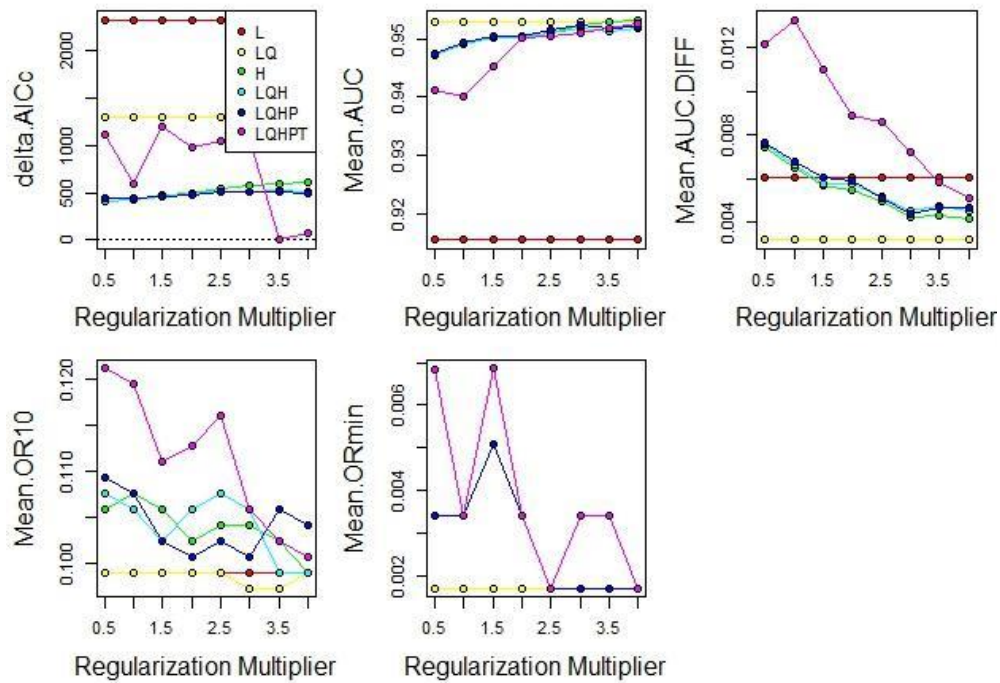 delta.AICc
2000
1000
500
0
0.5
1.5
2.5
3.5
Regularization Multiplier
L
LQ
H
LQH
LQHP
LQHPT
Mean.AUC
0.95
0.94
0.93
0.92
0.5
1.5
2.5
3.5
Regularization Multiplier
Mean.AUC.DIFF
0.012
0.008
0.004
0.5
1.5
2.5
3.5
Regularization Multiplier
Mean.OR10
0.120
0.110
0.100
0.5
1.5
2.5
3.5
Regularization Multiplier
Mean.ORmin
0.006
0.004
0.002
0.5
1.5
2.5
3.5
Regularization Multiplier